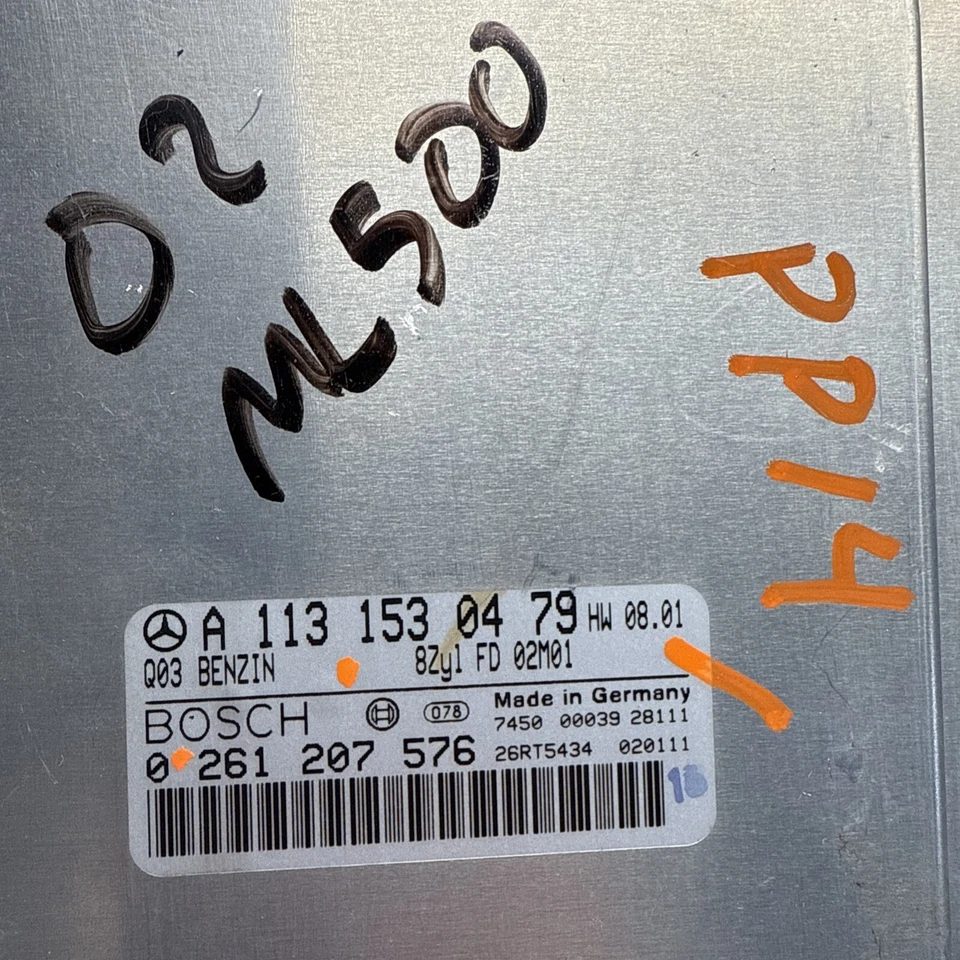 02
ML500
PP14
A 113 153 04 79 HW 08.01
Q03 BENZIN 8Zyl FD 02M01
BOSCH 078 Made in Germany
7450 00039 28111
0 261 207 576 26RT5434 020111